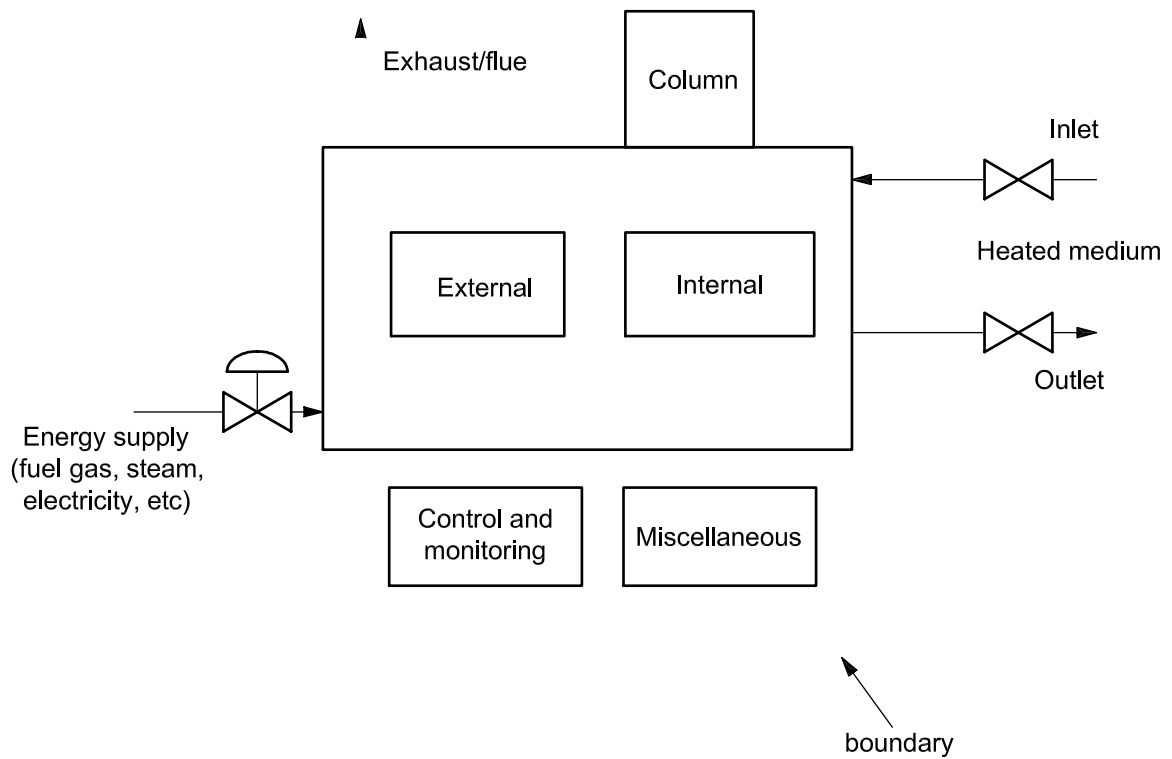 Exhaust/flue
Column
Inlet
Heated medium
External
Internal
Outlet
Energy supply
(fuel gas, steam,
electricity, etc)
Control and
monitoring
Miscellaneous
boundary